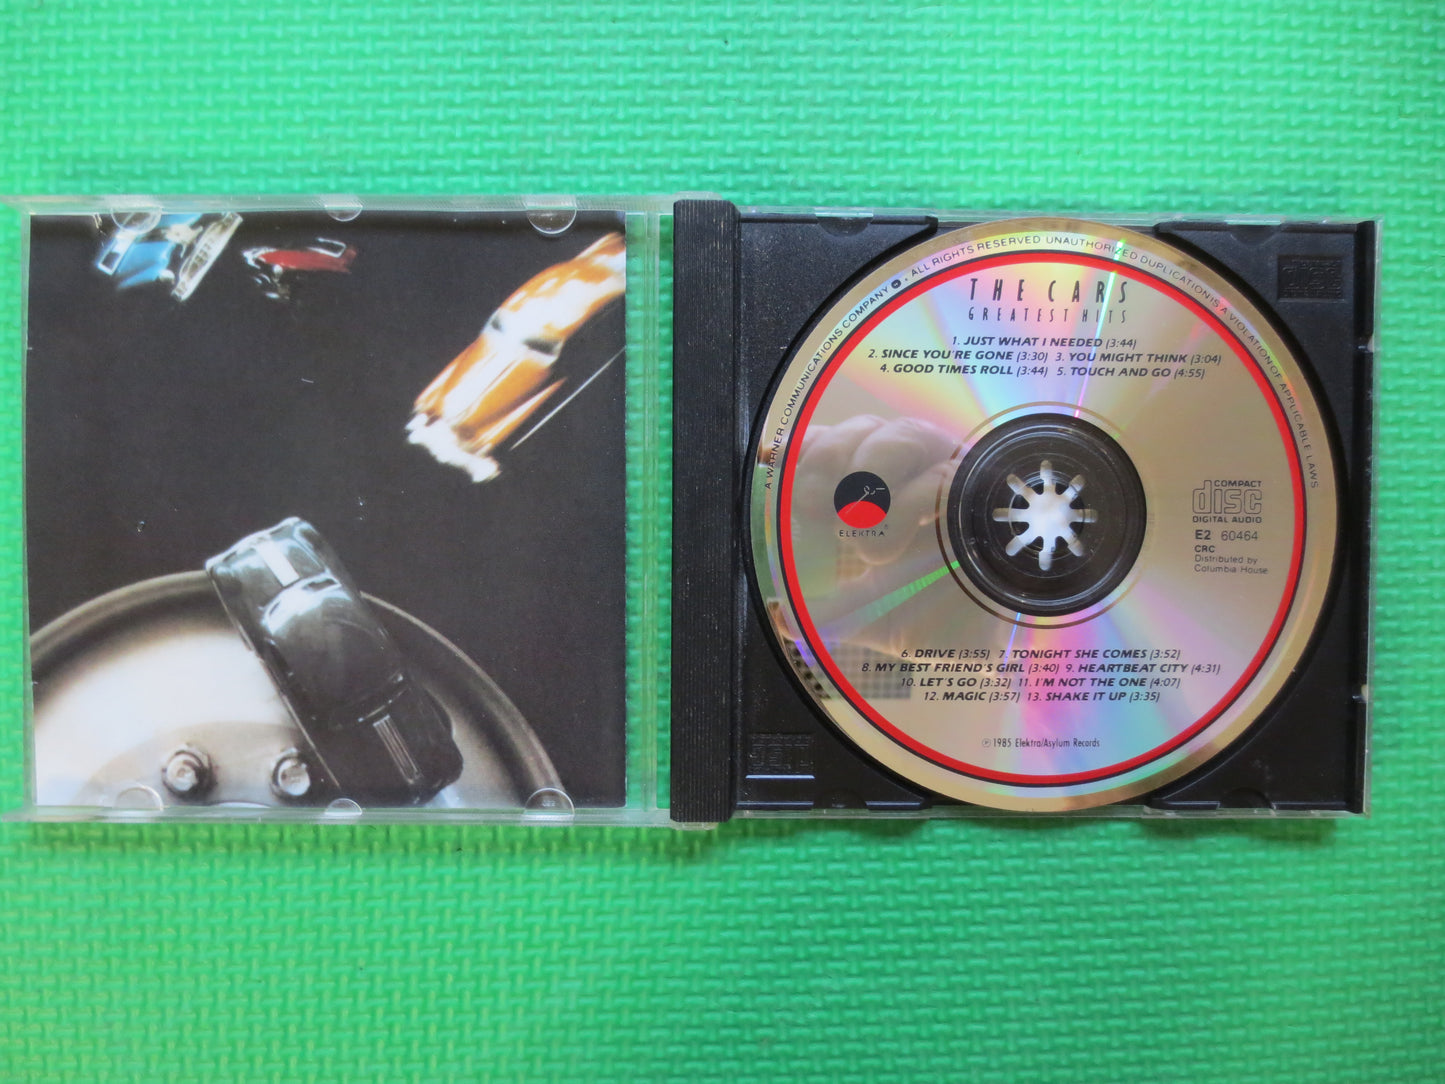 THE CARS
GREATEST HITS
1. JUST WHAT I NEEDED (3:44)
2. SINCE YOU'RE GONE (3:30) 3. YOU MIGHT THINK (3:04)
4. GOOD TIMES ROLL (3:44) 5. TOUCH AND GO (4:55)
A WARNER COMMUNICATIONS COMPANY • ALL RIGHTS RESERVED UNAUTHORIZED DUPLICATION IS A VIOLATION OF APPLICABLE LAWS
ELEKTRA®
COMPACT
disc
DIGITAL AUDIO
E2 60464
CRC
Distributed by
Columbia House
6. DRIVE (3:55) 7. TONIGHT SHE COMES (3:52)
8. MY BEST FRIEND'S GIRL (3:40) 9. HEARTBEAT CITY (4:31)
10. LET'S GO (3:32) 11. I'M NOT THE ONE (4:07)
12. MAGIC (3:57) 13. SHAKE IT UP (3:35)
℗ 1985 Elektra/Asylum Records